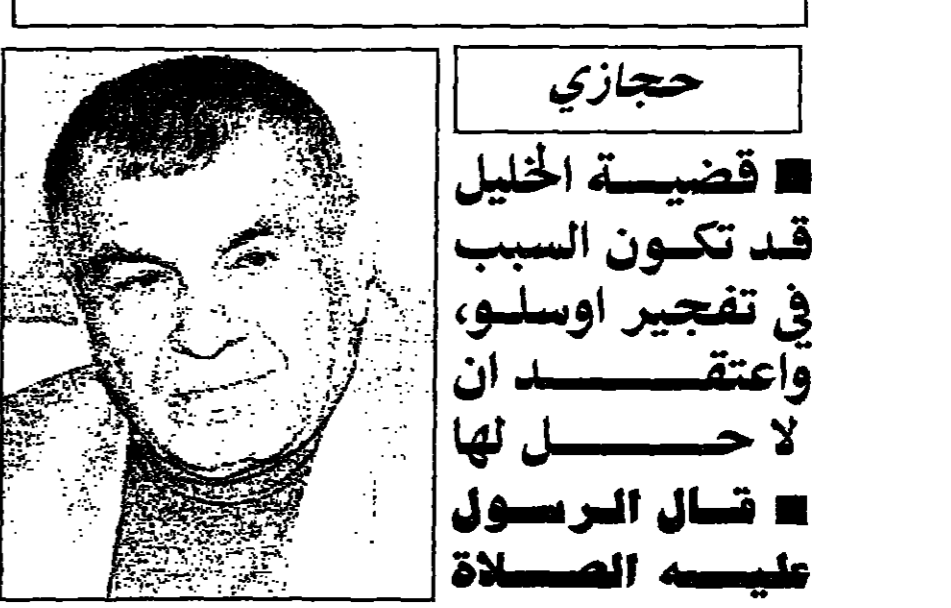 حجازي
■ قضية الخليل
قد تكون السبب
في تفجير اوسلو،
واعتقد ان
لا حل لها
■ قال الرسول
عليه الصلاة